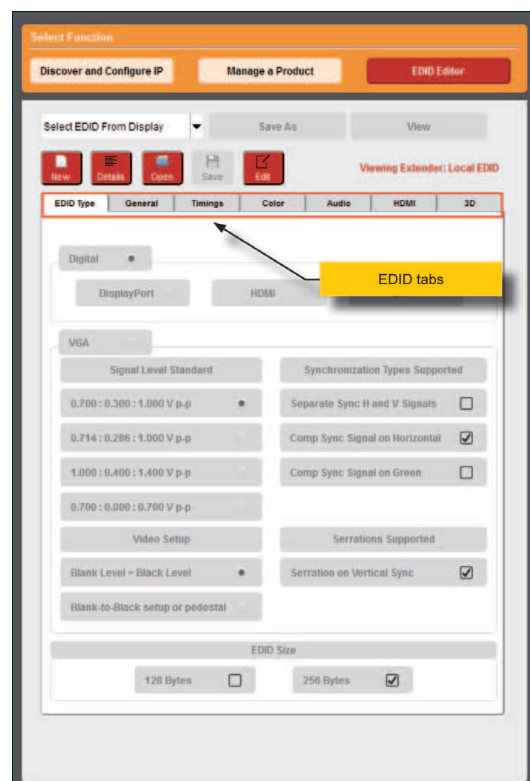 Select Function
Discover and Configure IP Manage a Product EDID Editor
Select EDID From Display Save As View
New Details Open Save Edit Viewing Extender: Local EDID
EDID Type General Timings Color Audio HDMI 3D
EDID tabs
Digital
DisplayPort HDMI
VGA
Signal Level Standard Synchronization Types Supported
0.700 : 0.300 : 1.000 V p-p Separate Sync H and V Signals
0.714 : 0.286 : 1.000 V p-p Comp Sync Signal on Horizontal
1.000 : 0.400 : 1.400 V p-p Comp Sync Signal on Green
0.700 : 0.000 : 0.700 V p-p
Video Setup Serrations Supported
Blank Level = Black Level Serration on Vertical Sync
Blank-to-Black setup or pedestal
EDID Size
128 Bytes 256 Bytes